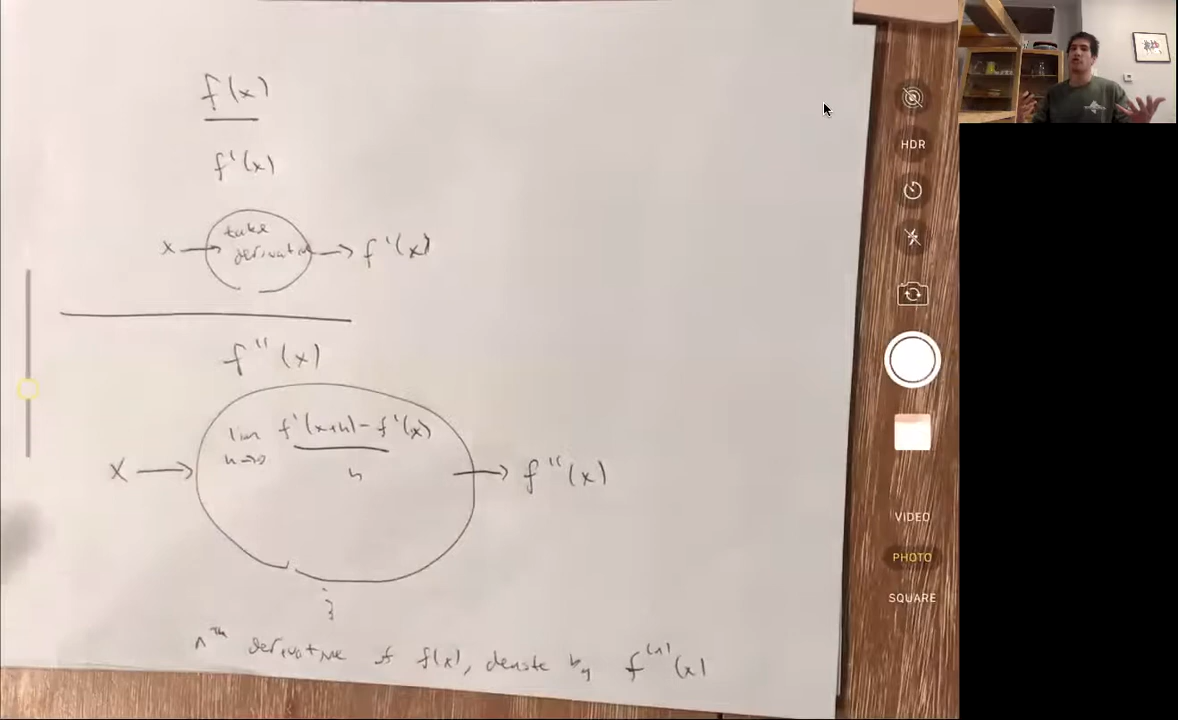 f(x)
f'(x)
x → take derivative → f'(x)
f''(x)
x → lim h→0 f'(x+h) - f'(x) / h → f''(x)
⋮
nth derivative of f(x), denote by f^(n)(x)
HDR
VIDEO
PHOTO
SQUARE